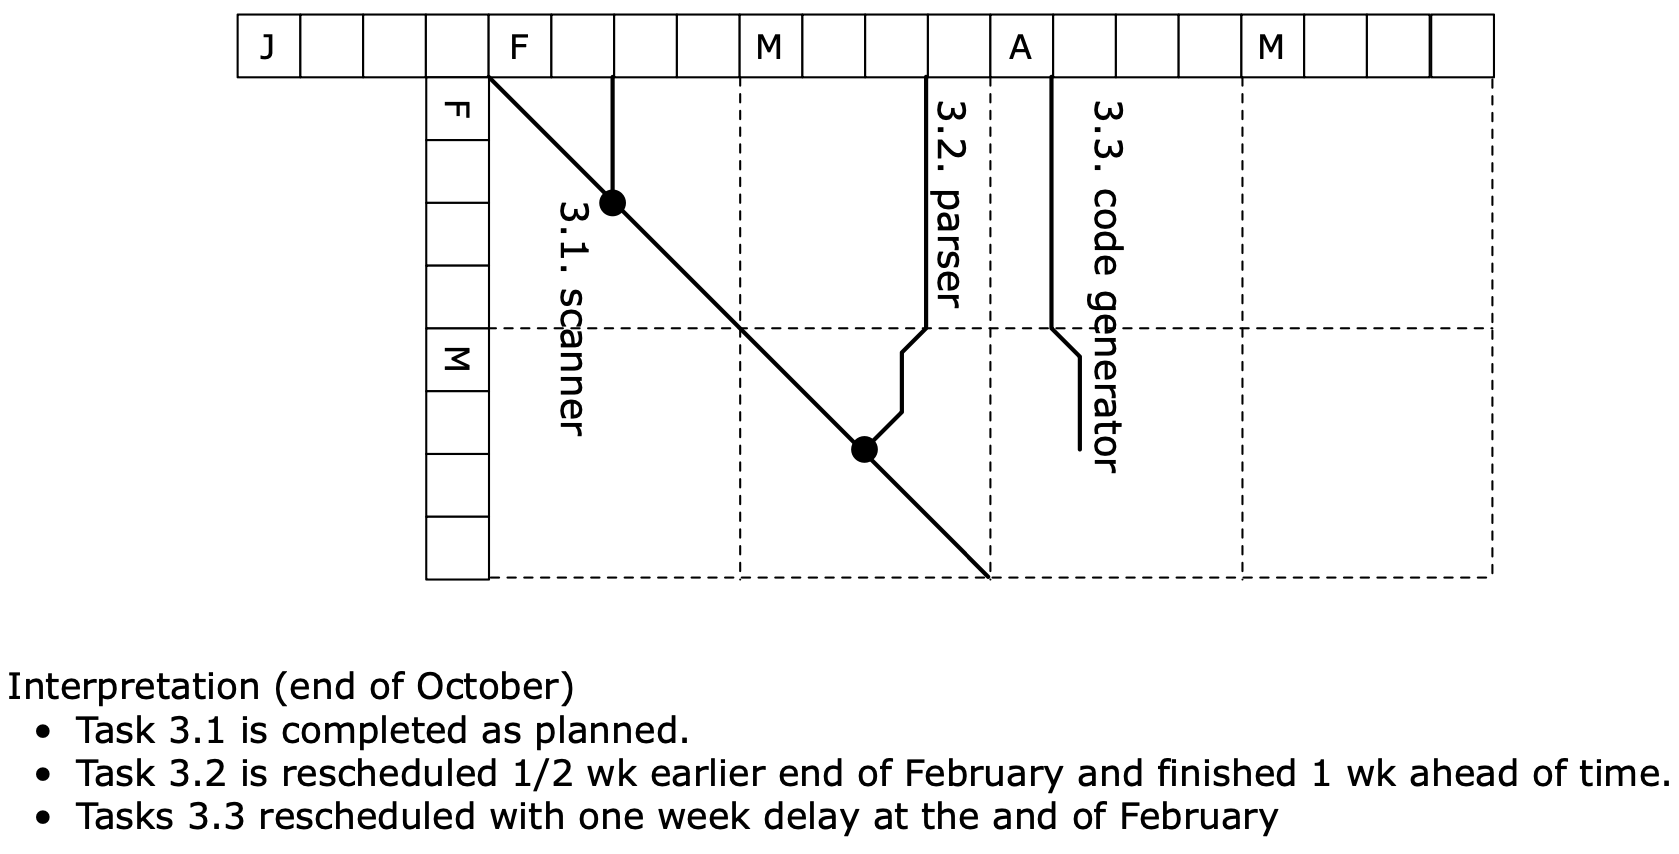 J F M A M
F
M
3.1. scanner
3.2. parser
3.3. code generator
Interpretation (end of October)
• Task 3.1 is completed as planned.
• Task 3.2 is rescheduled 1/2 wk earlier end of February and finished 1 wk ahead of time.
• Tasks 3.3 rescheduled with one week delay at the and of February